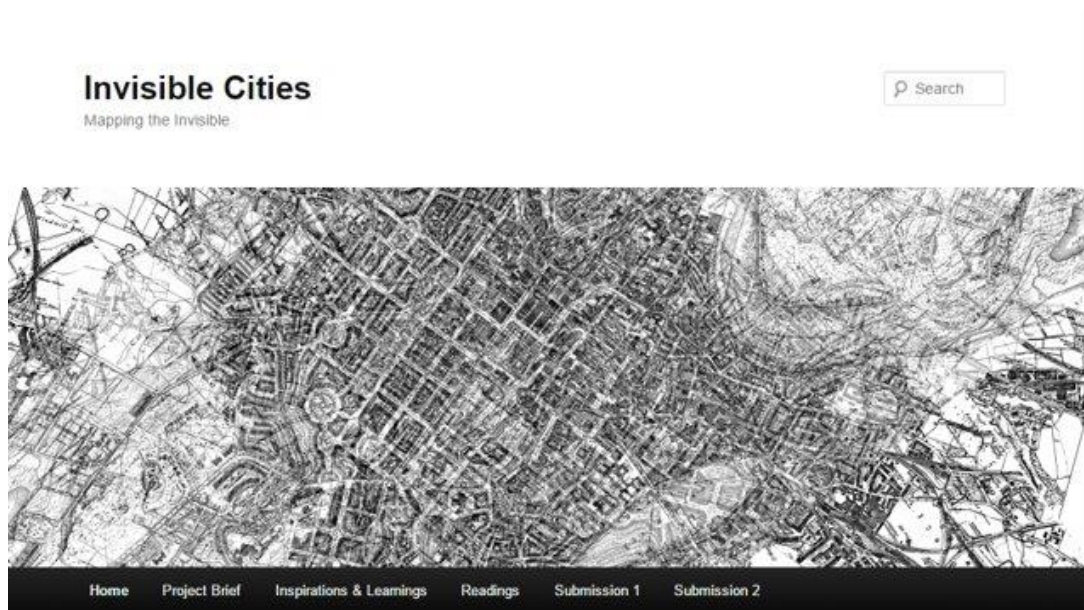 Invisible Cities
Mapping the Invisible
Search
Home Project Brief Inspirations & Learnings Readings Submission 1 Submission 2